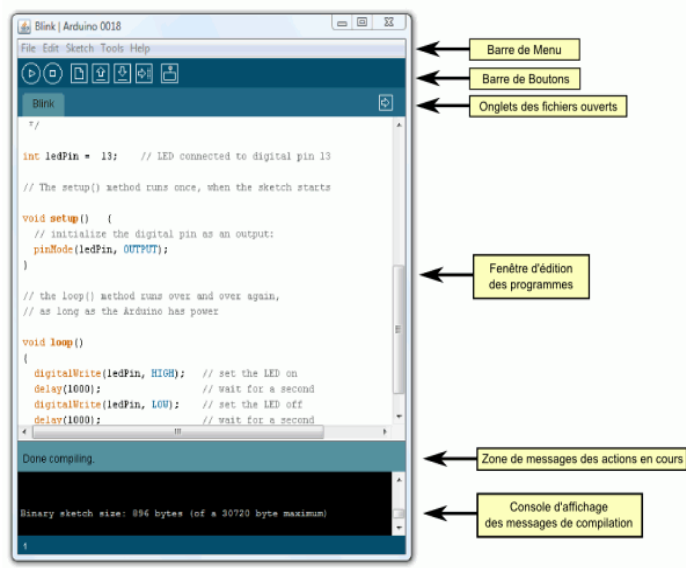 Blink | Arduino 0018
File Edit Sketch Tools Help
Barre de Menu
Barre de Boutons
Blink
Onglets des fichiers ouverts
*/
int ledPin = 13; // LED connected to digital pin 13
// The setup() method runs once, when the sketch starts
void setup() {
// initialize the digital pin as an output:
pinMode(ledPin, OUTPUT);
}
Fenêtre d'édition
des programmes
// the loop() method runs over and over again,
// as long as the Arduino has power
void loop()
{
digitalWrite(ledPin, HIGH); // set the LED on
delay(1000); // wait for a second
digitalWrite(ledPin, LOW); // set the LED off
delay(1000); // wait for a second
Done compiling.
Zone de messages des actions en cours
Binary sketch size: 896 bytes (of a 30720 byte maximum)
Console d'affichage
des messages de compilation
1